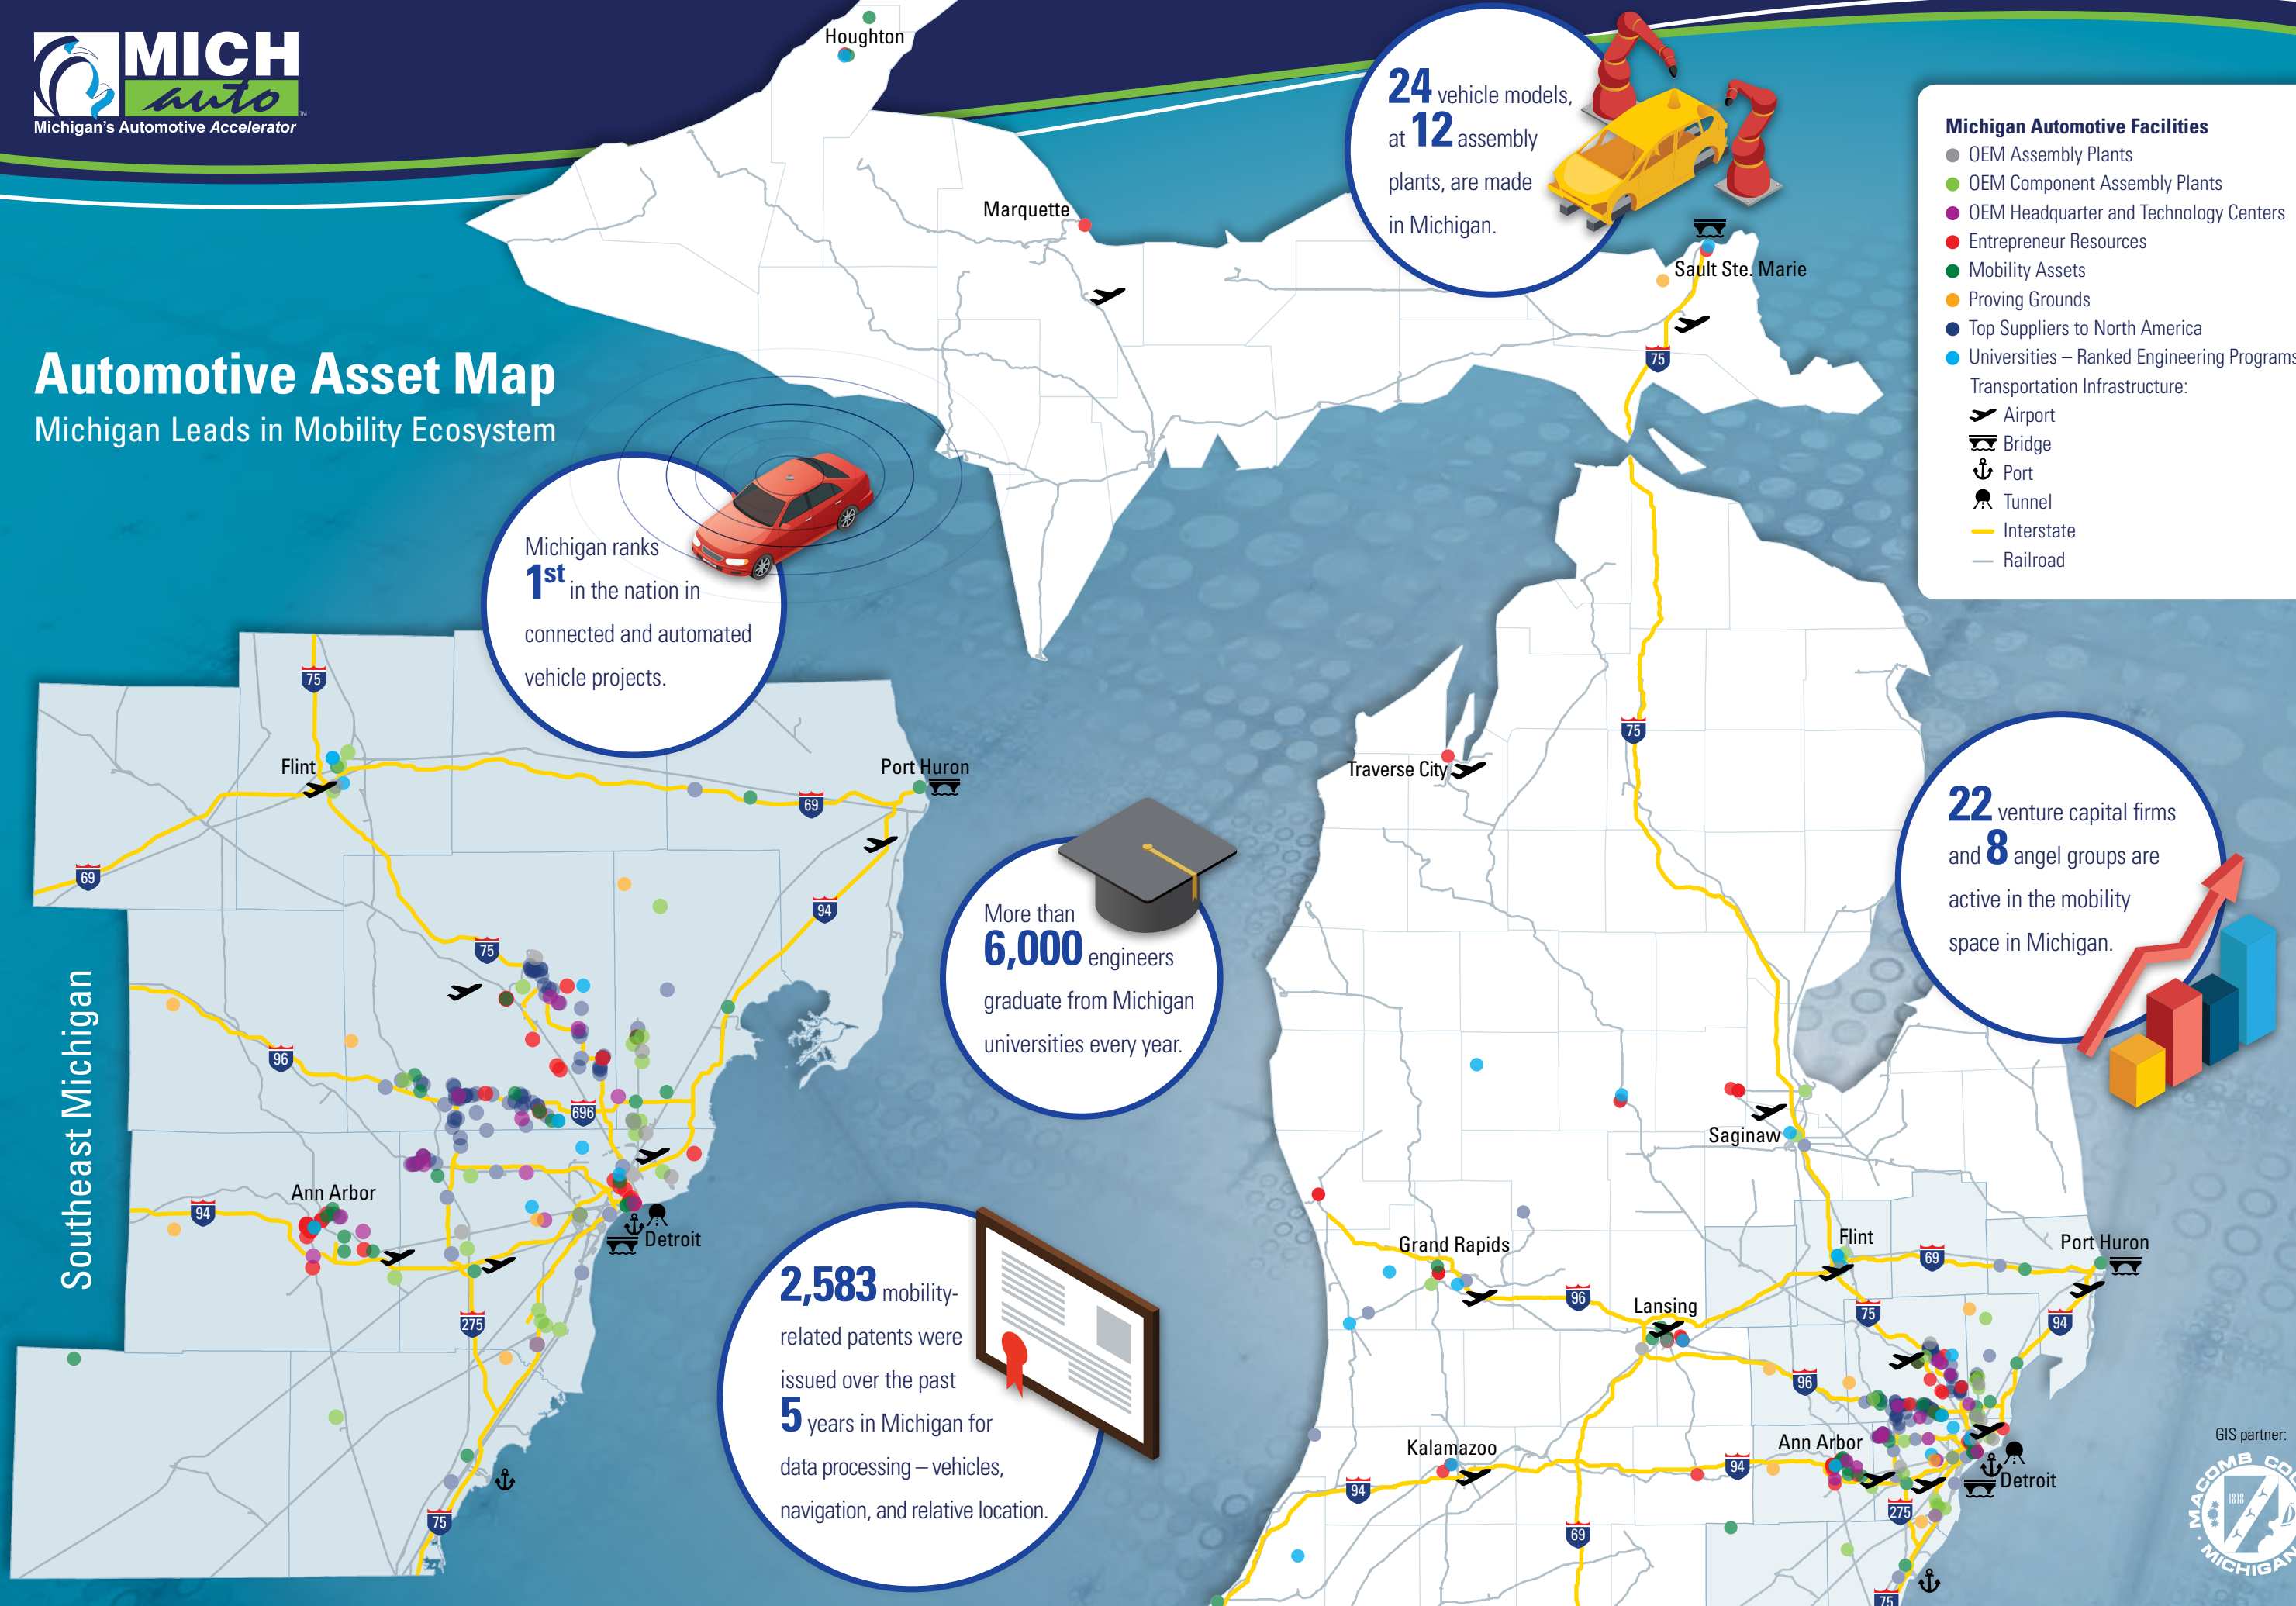 MICH
auto
TM
Michigan's Automotive Accelerator
Automotive Asset Map
Michigan Leads in Mobility Ecosystem
Houghton
Marquette
Sault Ste. Marie
75
24 vehicle models,
at 12 assembly
plants, are made
in Michigan.
Michigan Automotive Facilities
OEM Assembly Plants
OEM Component Assembly Plants
OEM Headquarter and Technology Centers
Entrepreneur Resources
Mobility Assets
Proving Grounds
Top Suppliers to North America
Universities – Ranked Engineering Programs
Transportation Infrastructure:
Airport
Bridge
Port
Tunnel
Interstate
Railroad
Michigan ranks
1st in the nation in
connected and automated
vehicle projects.
Southeast Michigan
75
Flint
Port Huron
69
69
94
75
96
696
Ann Arbor
94
Detroit
275
75
More than
6,000 engineers
graduate from Michigan
universities every year.
2,583 mobility-
related patents were
issued over the past
5 years in Michigan for
data processing – vehicles,
navigation, and relative location.
22 venture capital firms
and 8 angel groups are
active in the mobility
space in Michigan.
75
Traverse City
Saginaw
Grand Rapids
Flint
69
Port Huron
96
Lansing
75
94
96
Kalamazoo
Ann Arbor
94
94
Detroit
275
69
75
GIS partner:
MACOMB COU
1818
MICHIGAN